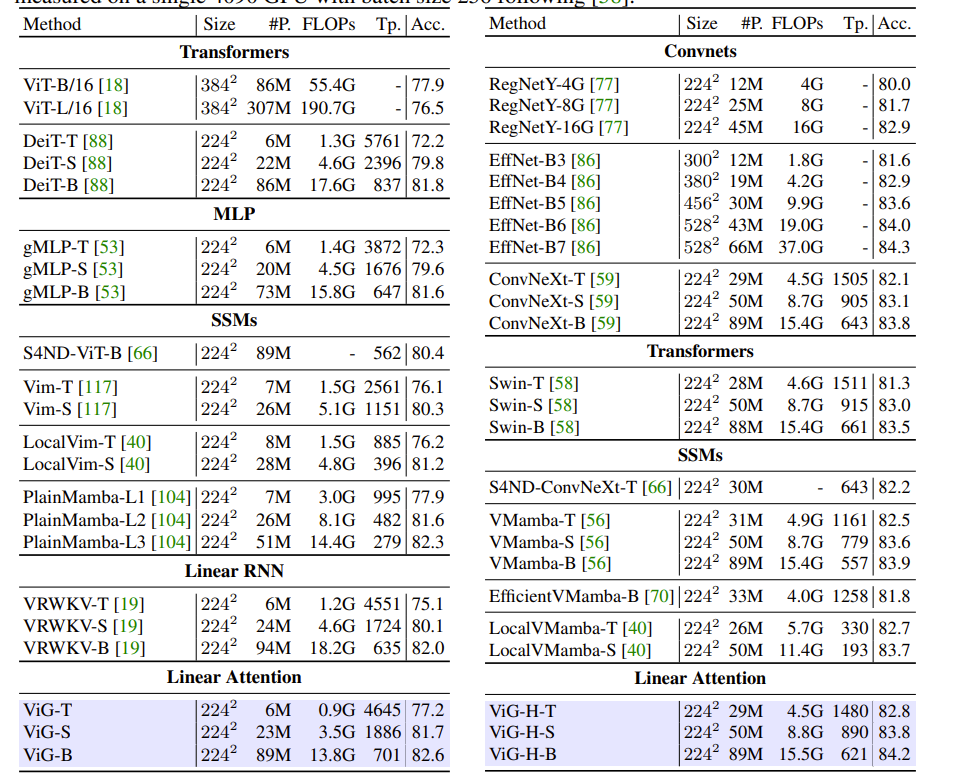 measured on a single 4090 GPU with batch size 256 following [58].
Method Size #P. FLOPs Tp. Acc.
Transformers
ViT-B/16 [18] 384² 86M 55.4G - 77.9
ViT-L/16 [18] 384² 307M 190.7G - 76.5
DeiT-T [88] 224² 6M 1.3G 5761 72.2
DeiT-S [88] 224² 22M 4.6G 2396 79.8
DeiT-B [88] 224² 86M 17.6G 837 81.8
MLP
gMLP-T [53] 224² 6M 1.4G 3872 72.3
gMLP-S [53] 224² 20M 4.5G 1676 79.6
gMLP-B [53] 224² 73M 15.8G 647 81.6
SSMs
S4ND-ViT-B [66] 224² 89M - 562 80.4
Vim-T [117] 224² 7M 1.5G 2561 76.1
Vim-S [117] 224² 26M 5.1G 1151 80.3
LocalVim-T [40] 224² 8M 1.5G 885 76.2
LocalVim-S [40] 224² 28M 4.8G 396 81.2
PlainMamba-L1 [104] 224² 7M 3.0G 995 77.9
PlainMamba-L2 [104] 224² 26M 8.1G 482 81.6
PlainMamba-L3 [104] 224² 51M 14.4G 279 82.3
Linear RNN
VRWKV-T [19] 224² 6M 1.2G 4551 75.1
VRWKV-S [19] 224² 24M 4.6G 1724 80.1
VRWKV-B [19] 224² 94M 18.2G 635 82.0
Linear Attention
ViG-T 224² 6M 0.9G 4645 77.2
ViG-S 224² 23M 3.5G 1886 81.7
ViG-B 224² 89M 13.8G 701 82.6
Method Size #P. FLOPs Tp. Acc.
Convnets
RegNetY-4G [77] 224² 12M 4G - 80.0
RegNetY-8G [77] 224² 25M 8G - 81.7
RegNetY-16G [77] 224² 45M 16G - 82.9
EffNet-B3 [86] 300² 12M 1.8G - 81.6
EffNet-B4 [86] 380² 19M 4.2G - 82.9
EffNet-B5 [86] 456² 30M 9.9G - 83.6
EffNet-B6 [86] 528² 43M 19.0G - 84.0
EffNet-B7 [86] 528² 66M 37.0G - 84.3
ConvNeXt-T [59] 224² 29M 4.5G 1505 82.1
ConvNeXt-S [59] 224² 50M 8.7G 905 83.1
ConvNeXt-B [59] 224² 89M 15.4G 643 83.8
Transformers
Swin-T [58] 224² 28M 4.6G 1511 81.3
Swin-S [58] 224² 50M 8.7G 915 83.0
Swin-B [58] 224² 88M 15.4G 661 83.5
SSMs
S4ND-ConvNeXt-T [66] 224² 30M - 643 82.2
VMamba-T [56] 224² 31M 4.9G 1161 82.5
VMamba-S [56] 224² 50M 8.7G 779 83.6
VMamba-B [56] 224² 89M 15.4G 557 83.9
EfficientVMamba-B [70] 224² 33M 4.0G 1258 81.8
LocalVMamba-T [40] 224² 26M 5.7G 330 82.7
LocalVMamba-S [40] 224² 50M 11.4G 193 83.7
Linear Attention
ViG-H-T 224² 29M 4.5G 1480 82.8
ViG-H-S 224² 50M 8.8G 890 83.8
ViG-H-B 224² 89M 15.5G 621 84.2